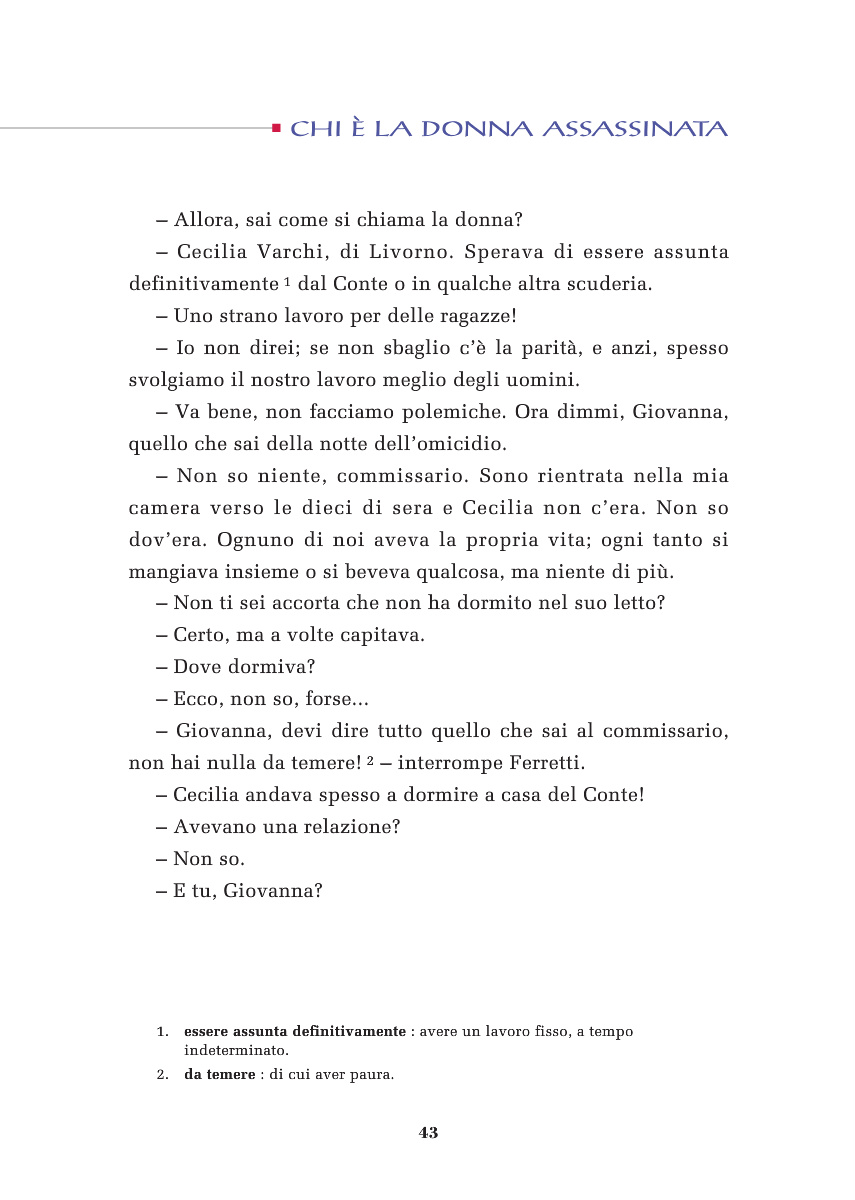 CHI È LA DONNA ASSASSINATA
– Allora, sai come si chiama la donna?
– Cecilia Varchi, di Livorno. Sperava di essere assunta
definitivamente ¹ dal Conte o in qualche altra scuderia.
– Uno strano lavoro per delle ragazze!
– Io non direi; se non sbaglio c’è la parità, e anzi, spesso
svolgiamo il nostro lavoro meglio degli uomini.
– Va bene, non facciamo polemiche. Ora dimmi, Giovanna,
quello che sai della notte dell’omicidio.
– Non so niente, commissario. Sono rientrata nella mia
camera verso le dieci di sera e Cecilia non c’era. Non so
dov’era. Ognuno di noi aveva la propria vita; ogni tanto si
mangiava insieme o si beveva qualcosa, ma niente di più.
– Non ti sei accorta che non ha dormito nel suo letto?
– Certo, ma a volte capitava.
– Dove dormiva?
– Ecco, non so, forse...
– Giovanna, devi dire tutto quello che sai al commissario,
non hai nulla da temere! ² – interrompe Ferretti.
– Cecilia andava spesso a dormire a casa del Conte!
– Avevano una relazione?
– Non so.
– E tu, Giovanna?
1. essere assunta definitivamente : avere un lavoro fisso, a tempo
indeterminato.
2. da temere : di cui aver paura.
43